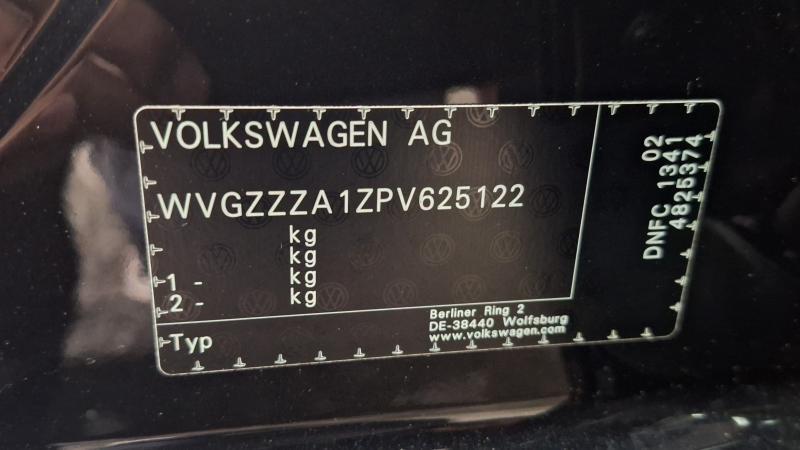 VOLKSWAGEN AG
WVGZZZA1ZPV625122
kg
kg
1 - kg
2 - kg
Typ
Berliner Ring 2
DE-38440 Wolfsburg
www.volkswagen.com
02
DNFC 1341
4825374